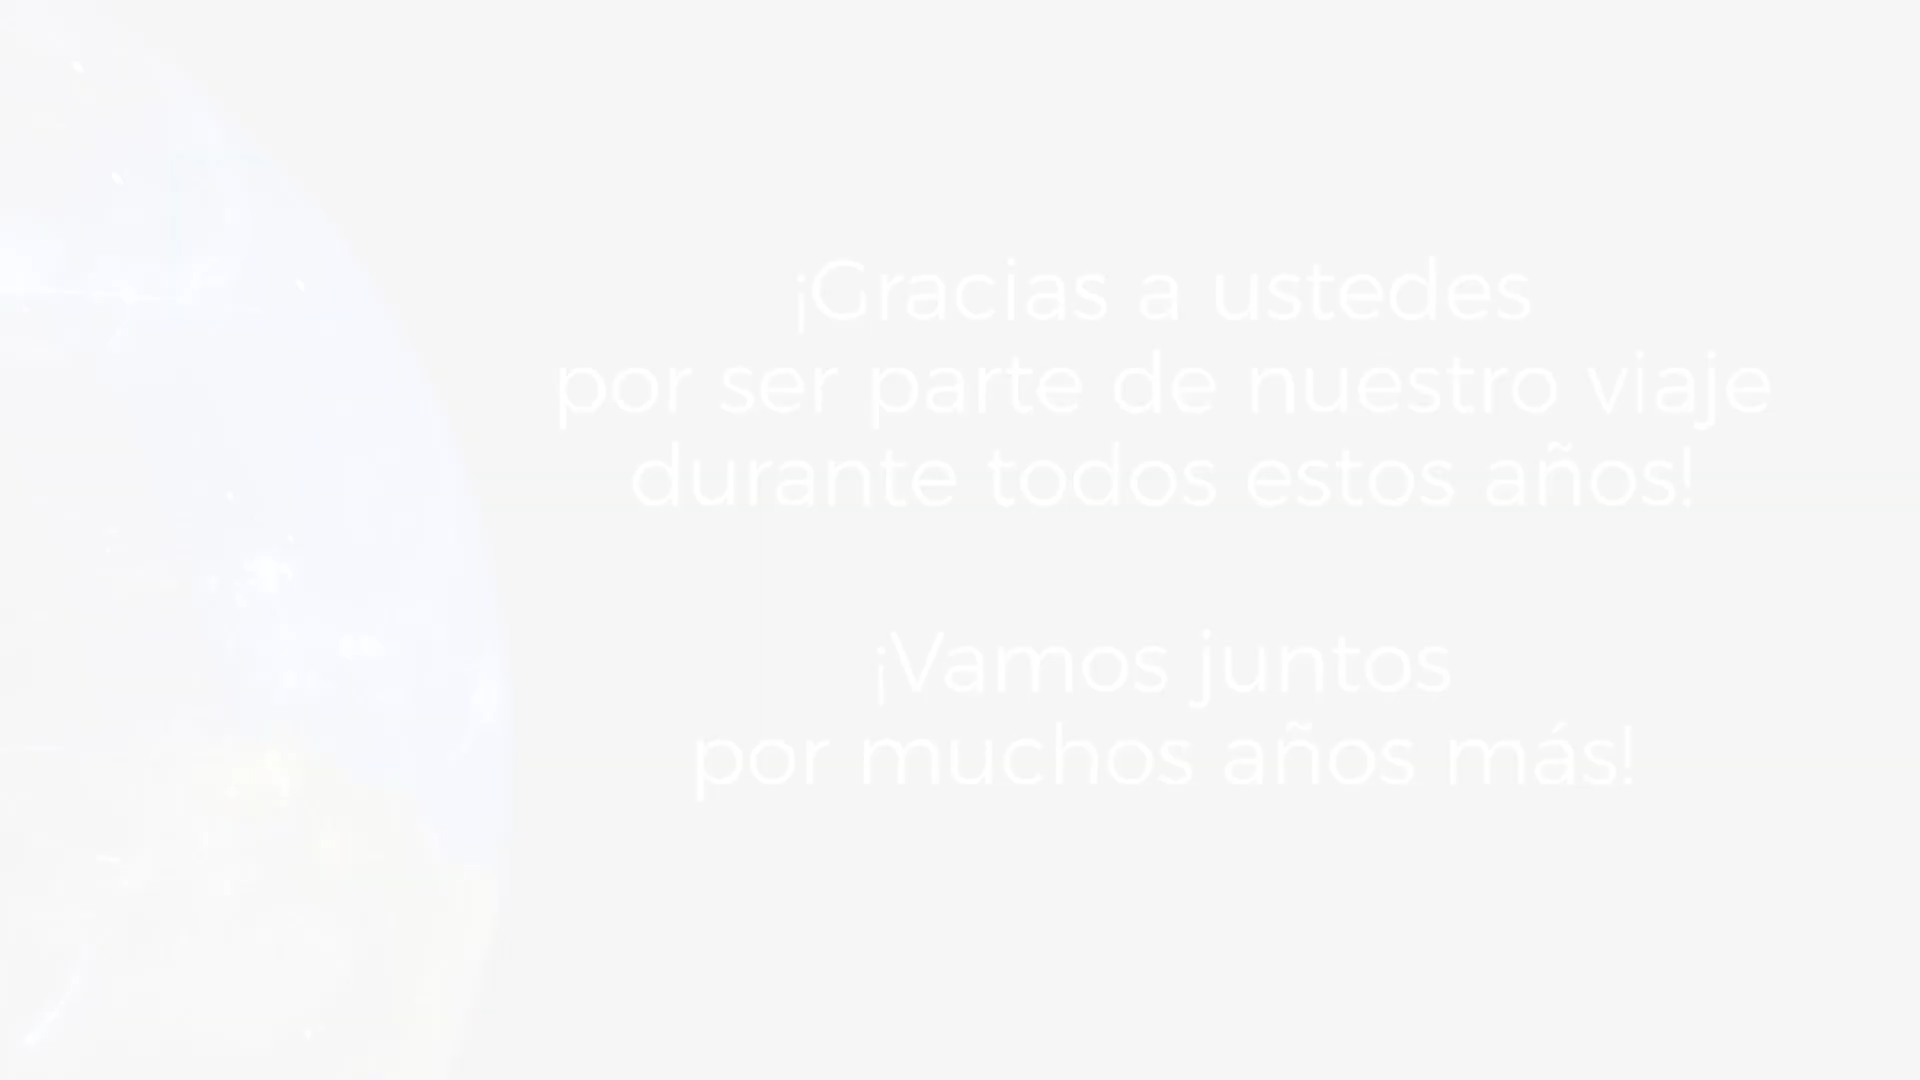 ¡Gracias a ustedes
por ser parte de nuestro viaje
durante todos estos años!
¡Vamos juntos
por muchos años más!